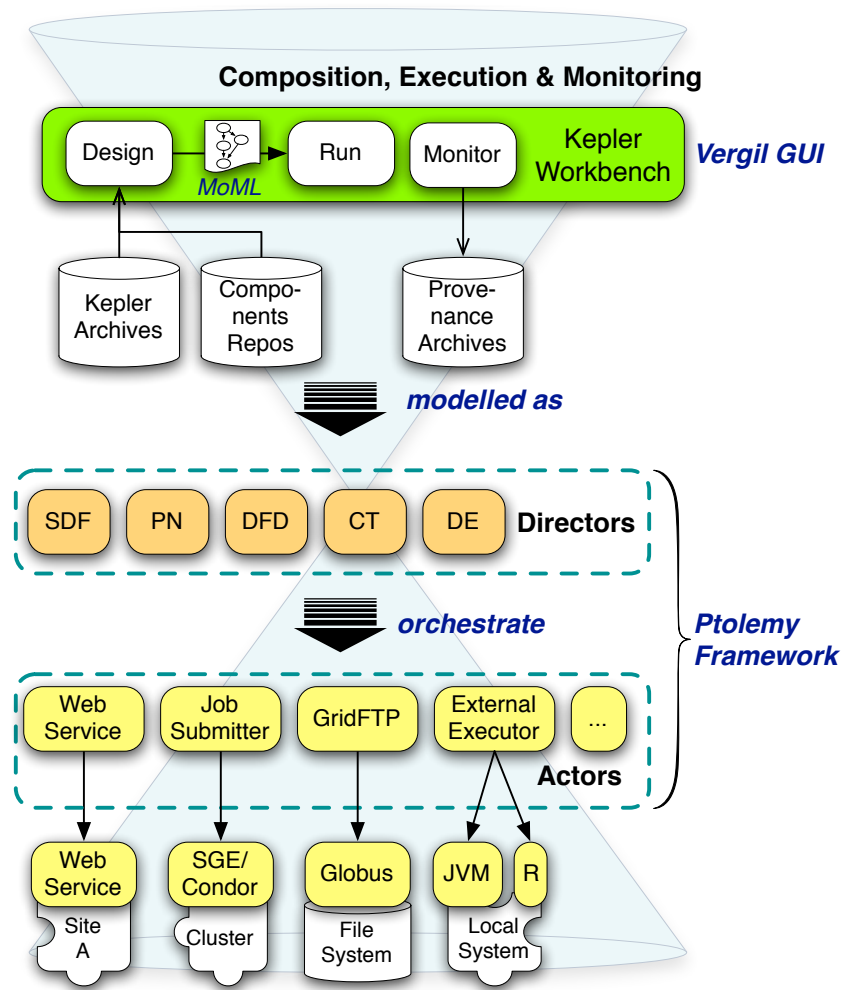 Composition, Execution & Monitoring
Design
MoML
Run
Monitor
Kepler
Workbench
Vergil GUI
Kepler
Archives
Compo-
nents
Repos
Prove-
nance
Archives
modelled as
SDF
PN
DFD
CT
DE
Directors
orchestrate
Ptolemy
Framework
Web
Service
Job
Submitter
GridFTP
External
Executor
...
Actors
Web
Service
SGE/
Condor
Globus
JVM
R
Site
A
Cluster
File
System
Local
System